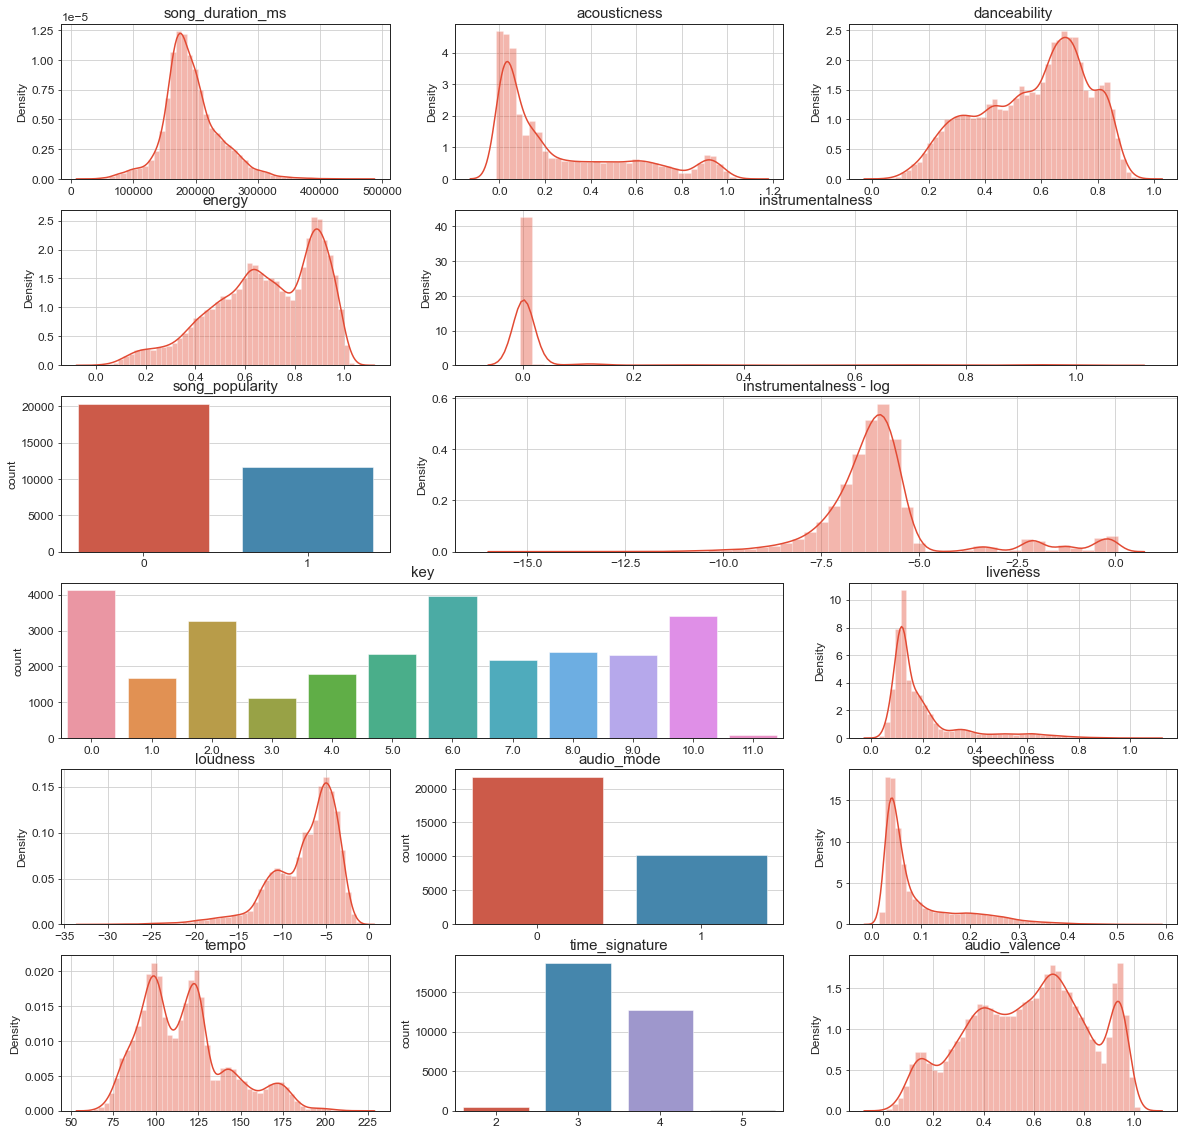 song_duration_ms
acousticness
danceability
1e−5
1.25
1.00
0.75
0.50
0.25
0.00
Density
0 100000 200000 300000 400000 500000
4
3
2
1
0
Density
0.0 0.2 0.4 0.6 0.8 1.0 1.2
2.5
2.0
1.5
1.0
0.5
0.0
Density
0.0 0.2 0.4 0.6 0.8 1.0
energy
instrumentalness
2.5
2.0
1.5
1.0
0.5
0.0
Density
0.0 0.2 0.4 0.6 0.8 1.0
40
30
20
10
0
Density
0.0 0.2 0.4 0.6 0.8 1.0
song_popularity
instrumentalness - log
20000
15000
10000
5000
0
count
0 1
0.6
0.4
0.2
0.0
Density
−15.0 −12.5 −10.0 −7.5 −5.0 −2.5 0.0
key
liveness
4000
3000
2000
1000
0
count
0.0 1.0 2.0 3.0 4.0 5.0 6.0 7.0 8.0 9.0 10.0 11.0
10
8
6
4
2
0
Density
0.0 0.2 0.4 0.6 0.8 1.0
loudness
audio_mode
speechiness
0.15
0.10
0.05
0.00
Density
−35 −30 −25 −20 −15 −10 −5 0
20000
15000
10000
5000
0
count
0 1
15
10
5
0
Density
0.0 0.1 0.2 0.3 0.4 0.5 0.6
tempo
time_signature
audio_valence
0.020
0.015
0.010
0.005
0.000
Density
50 75 100 125 150 175 200 225
15000
10000
5000
0
count
2 3 4 5
1.5
1.0
0.5
0.0
Density
0.0 0.2 0.4 0.6 0.8 1.0